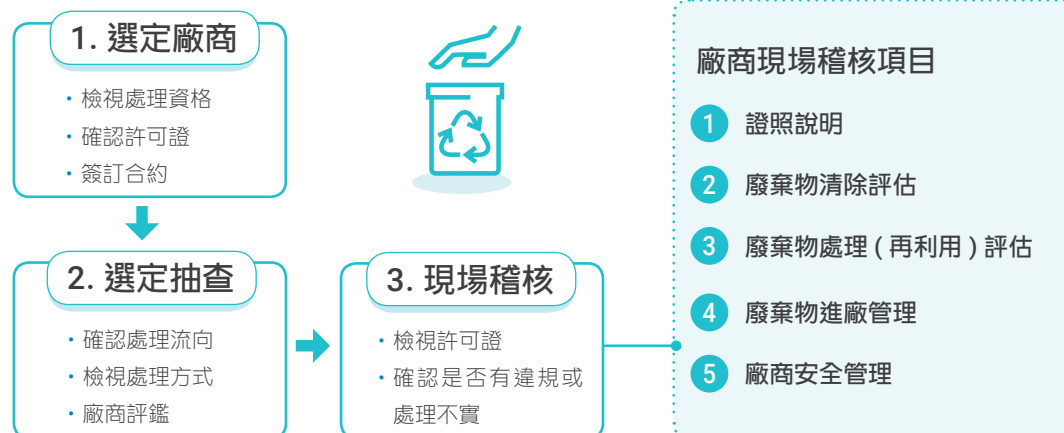 1. 選定廠商
・檢視處理資格
・確認許可證
・簽訂合約
2. 選定抽查
・確認處理流向
・檢視處理方式
・廠商評鑑
3. 現場稽核
・檢視許可證
・確認是否有違規或
處理不實
廠商現場稽核項目
1 證照說明
2 廢棄物清除評估
3 廢棄物處理 ( 再利用 ) 評估
4 廢棄物進廠管理
5 廠商安全管理